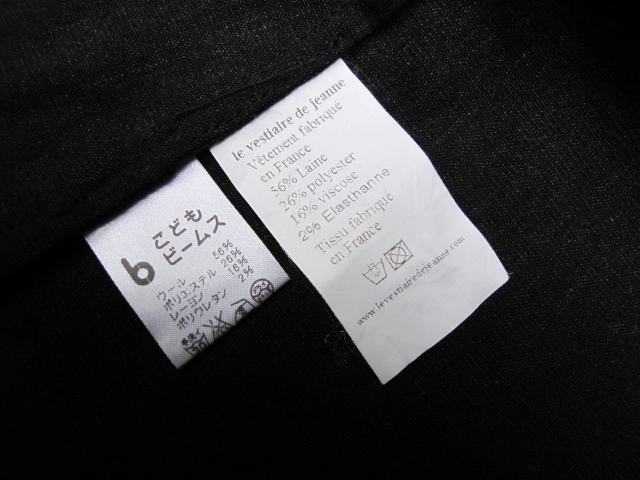 b こども
ビームス
ウール 56%
ポリエステル 26%
レーヨン 16%
ポリウレタン 2%
le vestiaire de jeanne
Vêtement fabrique
en France
56% Laine
26% polyester
16% viscose
2% Elasthanne
Tissu fabrique
en France
www.levestiairedejeanne.com